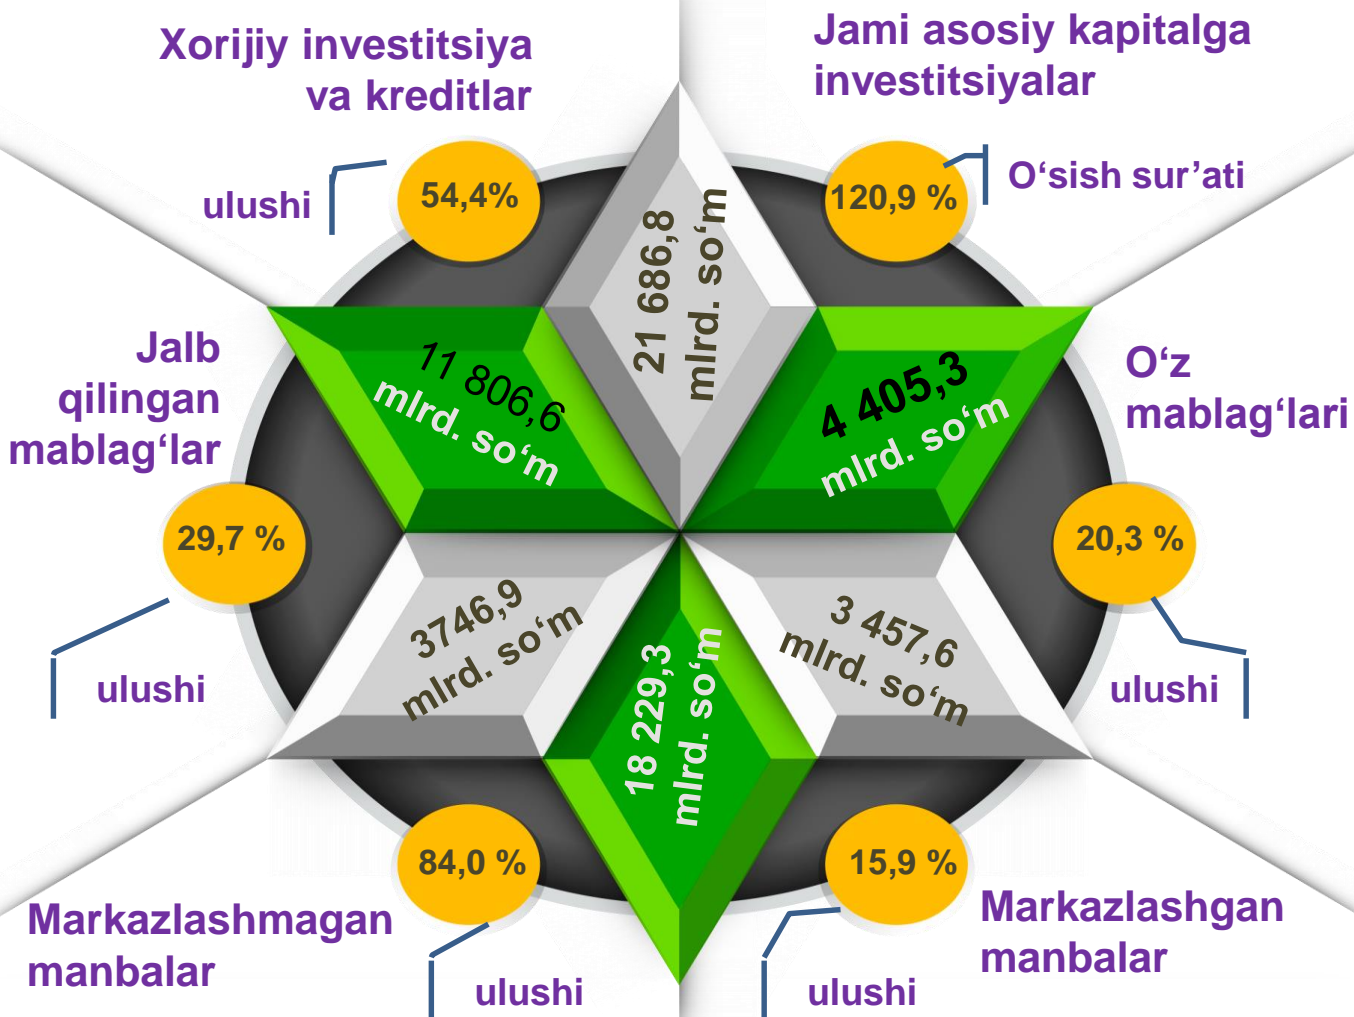 Xorijiy investitsiya
va kreditlar
Jami asosiy kapitalga
investitsiyalar
ulushi
54,4%
120,9 %
O‘sish sur’ati
21 686,8
mlrd. so‘m
Jalb
qilingan
mablag‘lar
11 806,6
mlrd. so‘m
4 405,3
mlrd. so‘m
O‘z
mablag‘lari
29,7 %
20,3 %
ulushi
3746,9
mlrd. so‘m
18 229,3
mlrd. so‘m
3 457,6
mlrd. so‘m
ulushi
84,0 %
15,9 %
Markazlashmagan
manbalar
ulushi
Markazlashgan
manbalar
ulushi